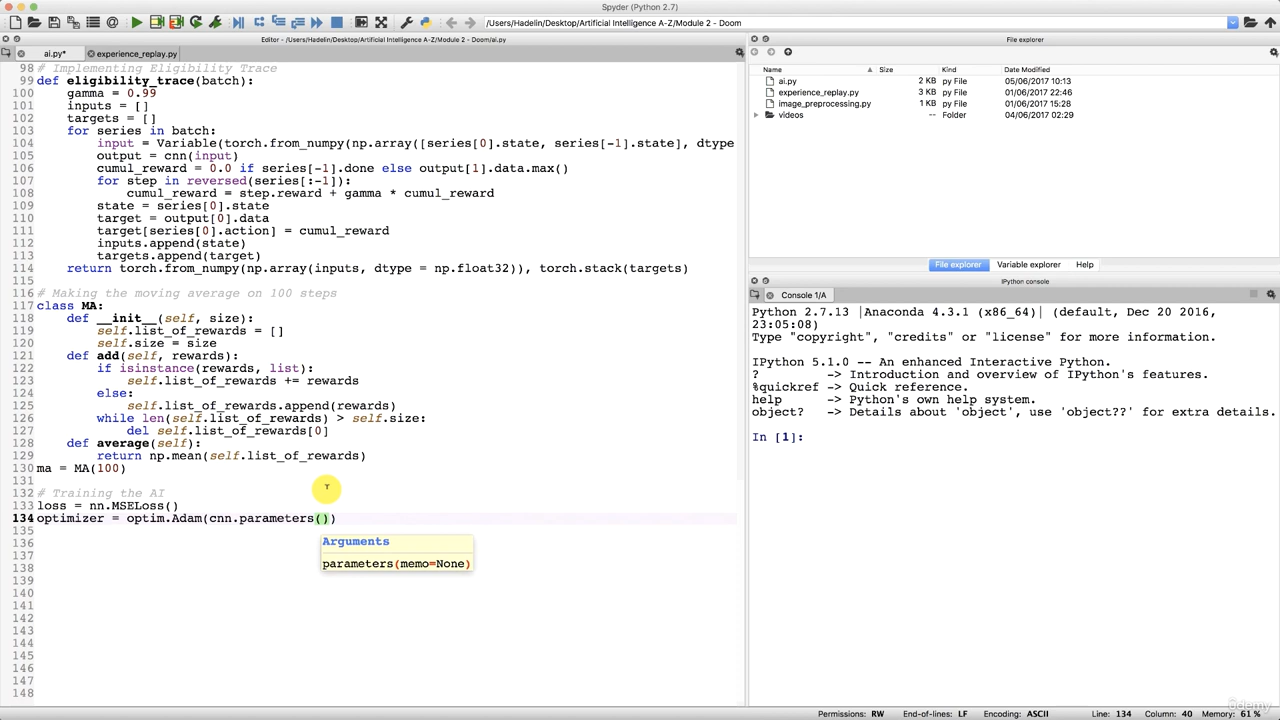 Spyder (Python 2.7)
/Users/Hadelin/Desktop/Artificial Intelligence A-Z/Module 2 - Doom
Editor - /Users/Hadelin/Desktop/Artificial Intelligence A-Z/Module 2 - Doom/ai.py
ai.py*
experience_replay.py
98 # Implementing Eligibility Trace
99 def eligibility_trace(batch):
100     gamma = 0.99
101     inputs = []
102     targets = []
103     for series in batch:
104         input = Variable(torch.from_numpy(np.array([series[0].state, series[-1].state], dtype
105         output = cnn(input)
106         cumul_reward = 0.0 if series[-1].done else output[1].data.max()
107         for step in reversed(series[:-1]):
108             cumul_reward = step.reward + gamma * cumul_reward
109         state = series[0].state
110         target = output[0].data
111         target[series[0].action] = cumul_reward
112         inputs.append(state)
113         targets.append(target)
114     return torch.from_numpy(np.array(inputs, dtype = np.float32)), torch.stack(targets)
115
116 # Making the moving average on 100 steps
117 class MA:
118     def __init__(self, size):
119         self.list_of_rewards = []
120         self.size = size
121     def add(self, rewards):
122         if isinstance(rewards, list):
123             self.list_of_rewards += rewards
124         else:
125             self.list_of_rewards.append(rewards)
126         while len(self.list_of_rewards) > self.size:
127             del self.list_of_rewards[0]
128     def average(self):
129         return np.mean(self.list_of_rewards)
130 ma = MA(100)
131
132 # Training the AI
133 loss = nn.MSELoss()
134 optimizer = optim.Adam(cnn.parameters())
135
136
137
138
139
140
141
142
143
144
145
146
147
148
Arguments
parameters(memo=None)
File explorer
Name Size Kind Date Modified
ai.py 2 KB py File 05/06/2017 10:13
experience_replay.py 3 KB py File 01/06/2017 22:46
image_preprocessing.py 1 KB py File 01/06/2017 15:28
videos -- Folder 04/06/2017 02:29
File explorer Variable explorer Help
IPython console
Console 1/A
Python 2.7.13 |Anaconda 4.3.1 (x86_64)| (default, Dec 20 2016,
23:05:08)
Type "copyright", "credits" or "license" for more information.
IPython 5.1.0 -- An enhanced Interactive Python.
? -> Introduction and overview of IPython's features.
%quickref -> Quick reference.
help -> Python's own help system.
object? -> Details about 'object', use 'object??' for extra details.
In [1]:
udemy
Permissions: RW End-of-lines: LF Encoding: ASCII Line: 134 Column: 40 Memory: 61 %